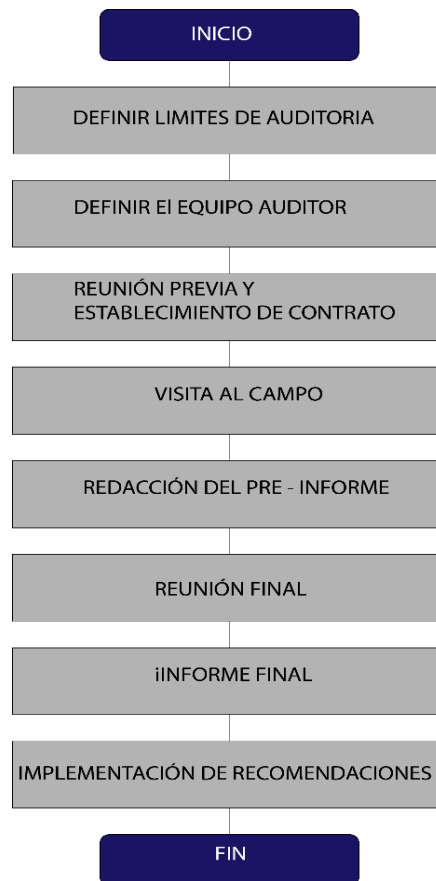 INICIO
DEFINIR LIMITES DE AUDITORIA
DEFINIR El EQUIPO AUDITOR
REUNIÓN PREVIA Y
ESTABLECIMIENTO DE CONTRATO
VISITA AL CAMPO
REDACCIÓN DEL PRE - INFORME
REUNIÓN FINAL
iINFORME FINAL
IMPLEMENTACIÓN DE RECOMENDACIONES
FIN